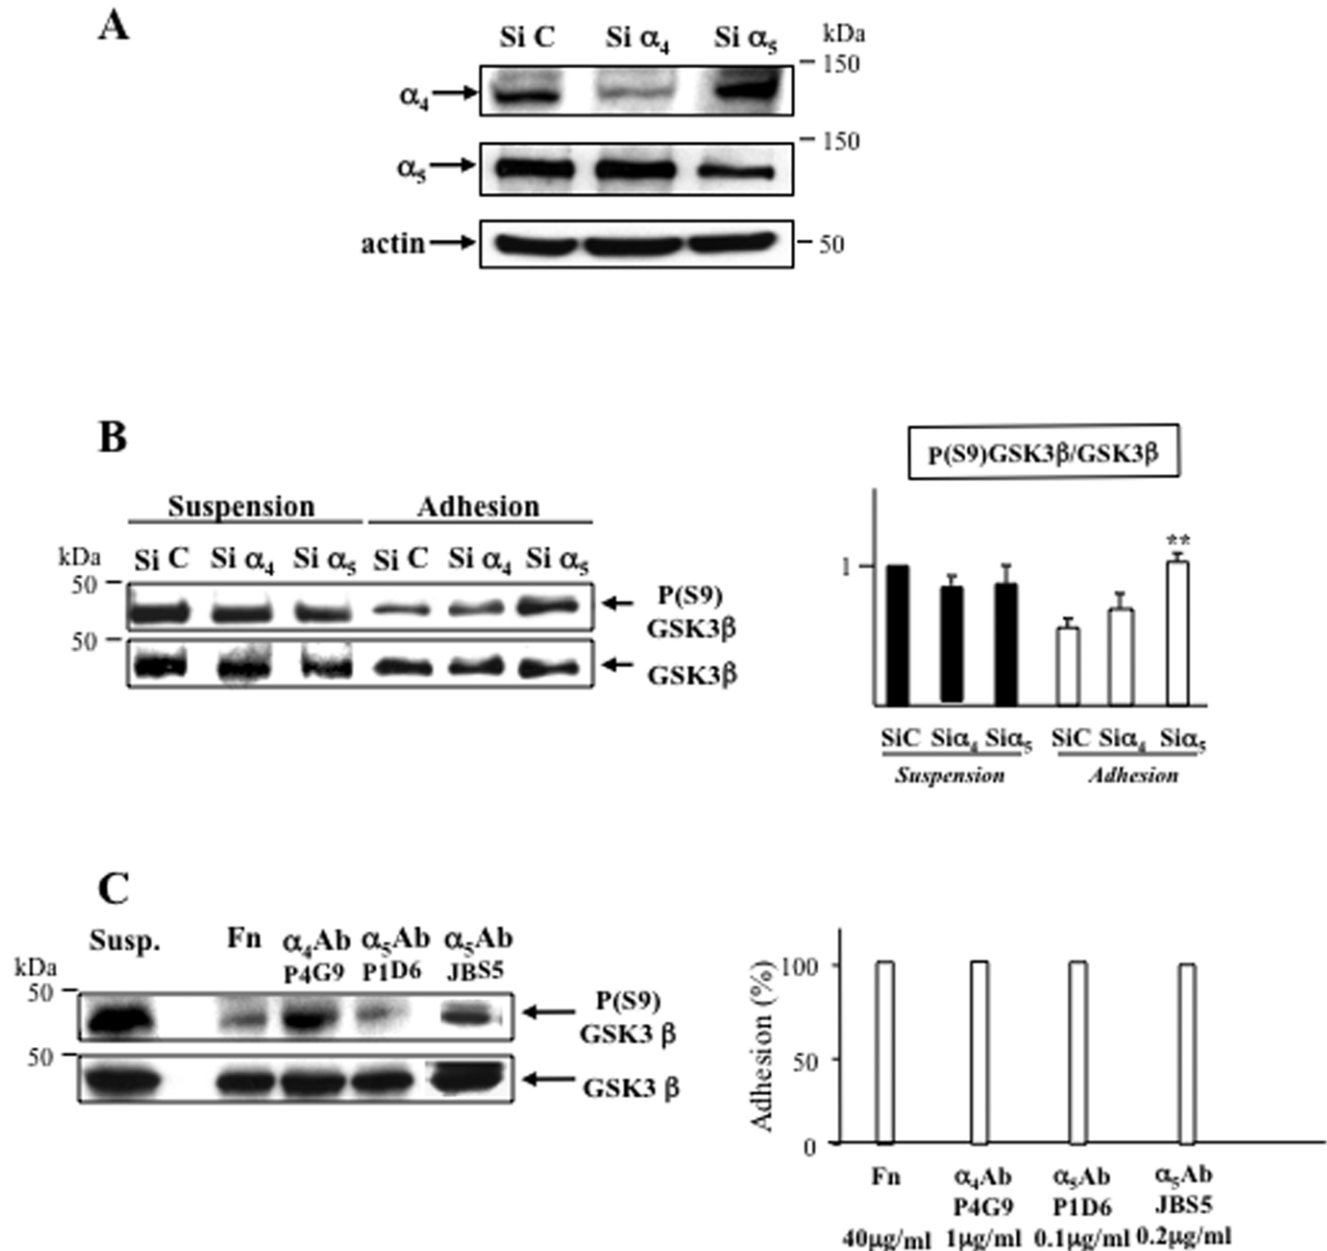 A
Si C Si α4 Si α5 kDa
150
α4
150
α5
actin 50
B
Suspension Adhesion
kDa Si C Si α4 Si α5 Si C Si α4 Si α5
50 P(S9)
GSK3β
50
GSK3β
P(S9)GSK3β/GSK3β
**
1
SiC Siα4 Siα5 SiC Siα4 Siα5
Suspension Adhesion
C
Susp. Fn α4Ab α5Ab α5Ab
P4G9 P1D6 JBS5
kDa
50 P(S9)
GSK3 β
50
GSK3 β
Adhesion (%)
100
50
0
Fn α4Ab α5Ab α5Ab
P4G9 P1D6 JBS5
40μg/ml 1μg/ml 0.1μg/ml 0.2μg/ml